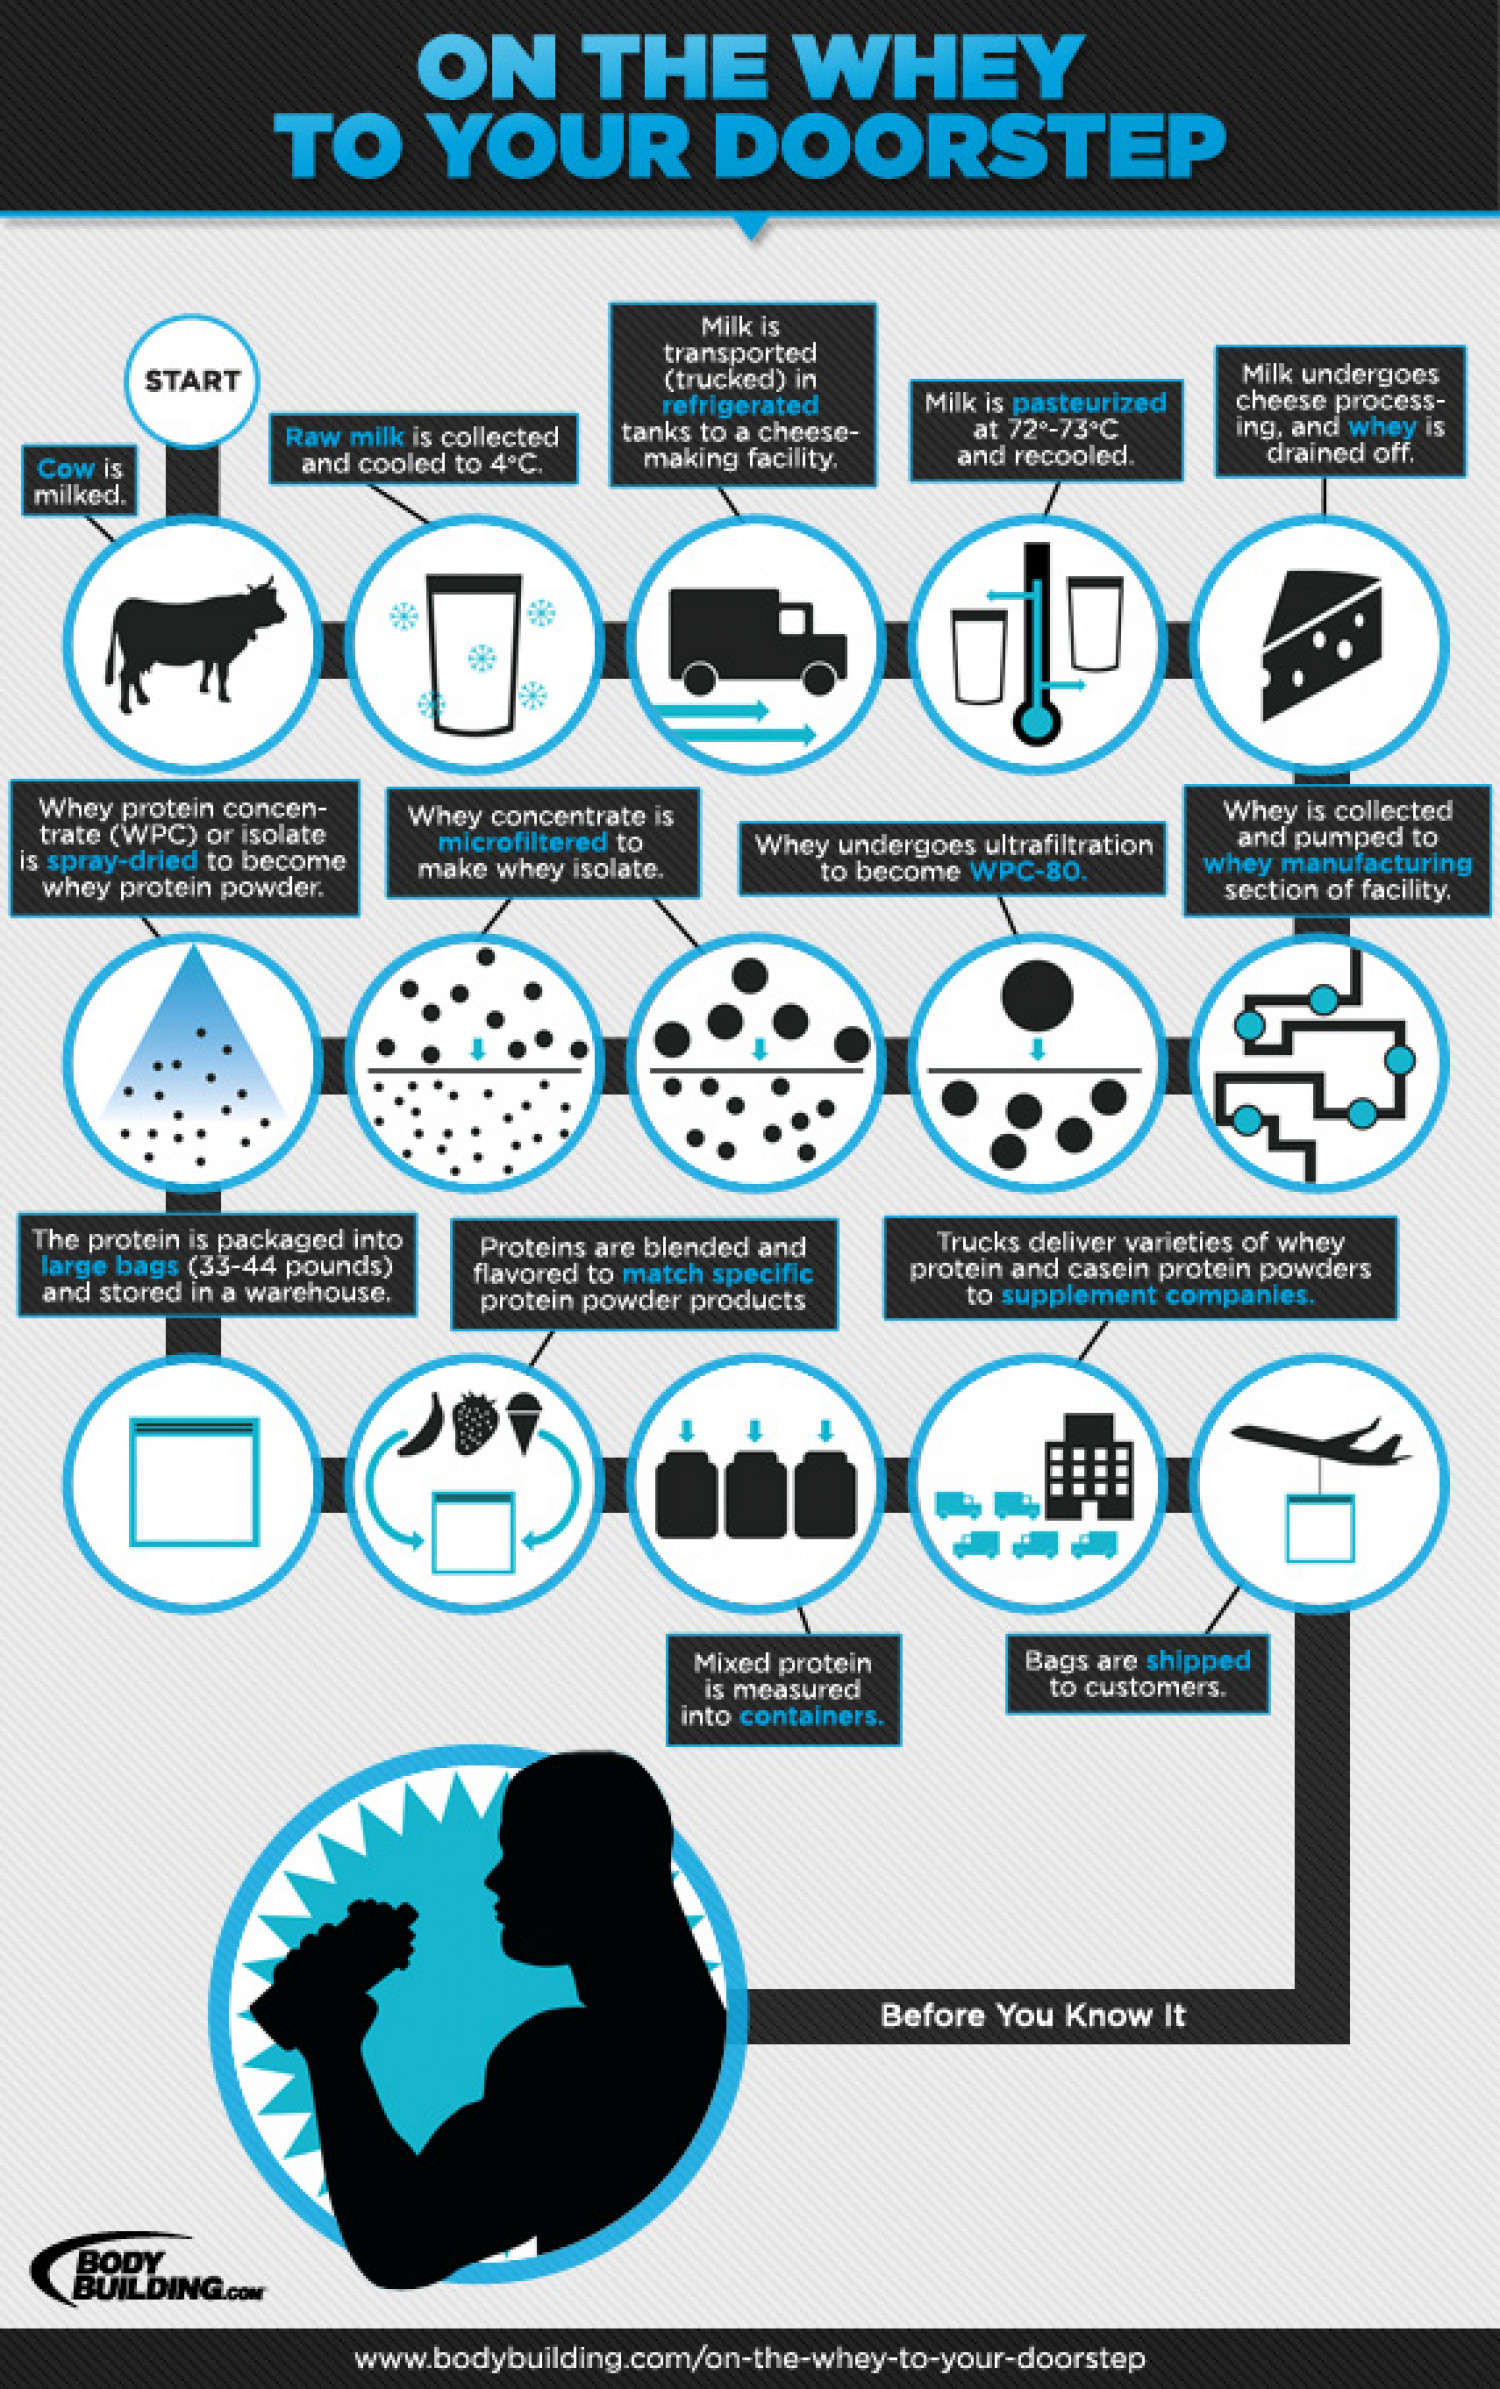 ON THE WHEY
TO YOUR DOORSTEP
START
Cow is
milked.
Raw milk is collected
and cooled to 4°C.
Milk is
transported
(trucked) in
refrigerated
tanks to a cheese-
making facility.
Milk is pasteurized
at 72°-73°C
and recooled.
Milk undergoes
cheese process-
ing, and whey is
drained off.
Whey is collected
and pumped to
whey manufacturing
section of facility.
Whey undergoes ultrafiltration
to become WPC-80.
Whey concentrate is
microfiltered to
make whey isolate.
Whey protein concen-
trate (WPC) or isolate
is spray-dried to become
whey protein powder.
The protein is packaged into
large bags (33-44 pounds)
and stored in a warehouse.
Proteins are blended and
flavored to match specific
protein powder products
Mixed protein
is measured
into containers.
Trucks deliver varieties of whey
protein and casein protein powders
to supplement companies.
Bags are shipped
to customers.
Before You Know It
BODY
BUILDING.COM
www.bodybuilding.com/on-the-whey-to-your-doorstep